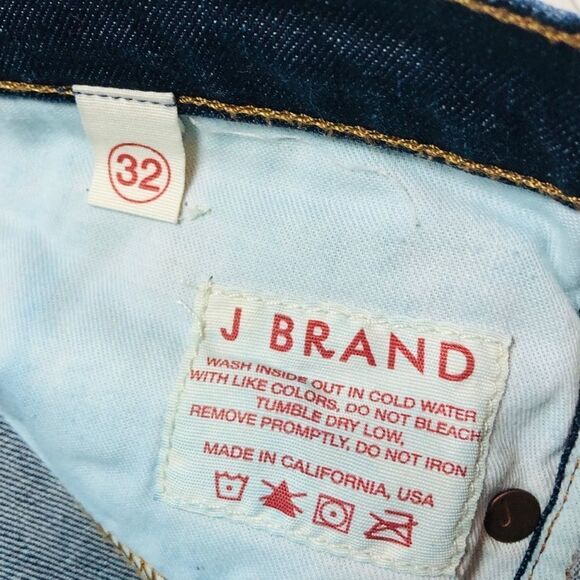 32
J BRAND
WASH INSIDE OUT IN COLD WATER
WITH LIKE COLORS, DO NOT BLEACH
TUMBLE DRY LOW,
REMOVE PROMPTLY, DO NOT IRON
MADE IN CALIFORNIA, USA
J